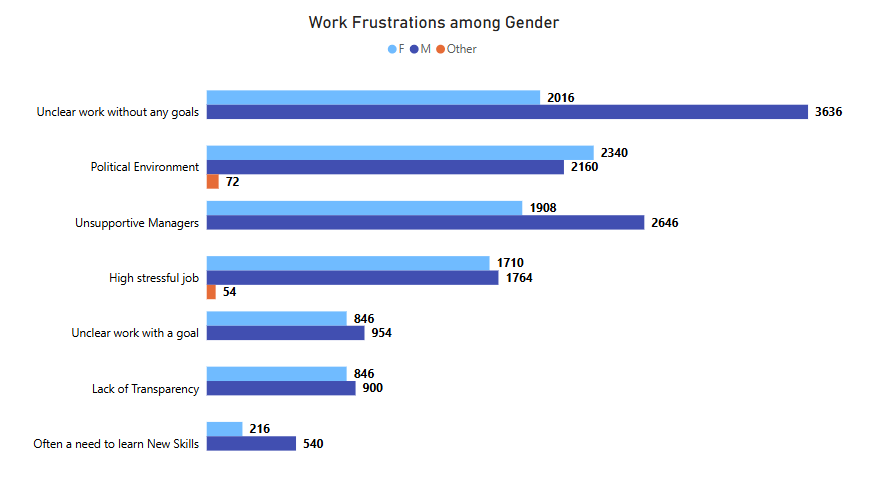 Work Frustrations among Gender
F M Other
Unclear work without any goals
2016
3636
Political Environment
2340
2160
72
Unsupportive Managers
1908
2646
High stressful job
1710
1764
54
Unclear work with a goal
846
954
Lack of Transparency
846
900
Often a need to learn New Skills
216
540